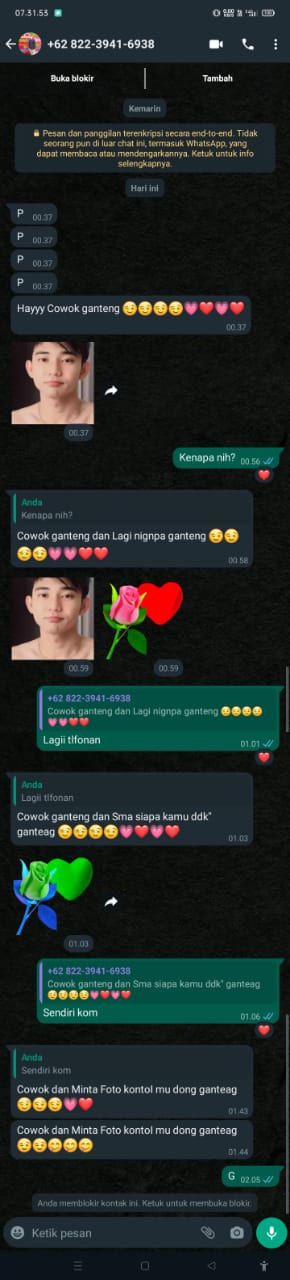 07.31.53
+62 822-3941-6938
Buka blokir
Tambah
Kemarin
Pesan dan panggilan terenkripsi secara end-to-end. Tidak
seorang pun di luar chat ini, termasuk WhatsApp, yang
dapat membaca atau mendengarkannya. Ketuk untuk info
selengkapnya.
Hari ini
P 00.37
P 00.37
P 00.37
P 00.37
Hayyy Cowok ganteng 😏😏😏😏💗❤️💗❤️
00.37
00.37
Kenapa nih? 00.56
Anda
Kenapa nih?
Cowok ganteng dan Lagi nignpa ganteng 😏😏
😏😏💗💗❤️❤️
00.58
00.59
00.59
+62 822-3941-6938
Cowok ganteng dan Lagi nignpa ganteng 😏😏😏😏
💗💗❤️❤️
Lagii tlfonan
01.01
Anda
Lagii tlfonan
Cowok ganteng dan Sma siapa kamu ddk"
ganteag 😏😏😏😏💗❤️💗❤️
01.03
01.03
+62 822-3941-6938
Cowok ganteng dan Sma siapa kamu ddk" ganteag
😏😏😏😏💗❤️💗❤️
Sendiri kom
01.06
Anda
Sendiri kom
Cowok dan Minta Foto kontol mu dong ganteag
😏😏😏💗❤️
01.43
Cowok dan Minta Foto kontol mu dong ganteag
😏😏😋😋😋
01.44
G 02.05
Anda memblokir kontak ini. Ketuk untuk membuka blokir.
Ketik pesan